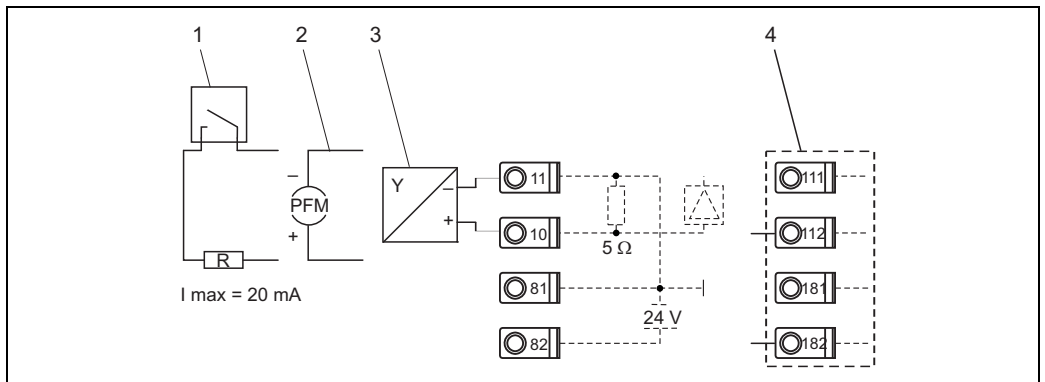 1 2 3 4
Y
– 11 111
–
PFM + 10 112
+
5 Ω
R 81 181
I max = 20 mA
24 V
82 182